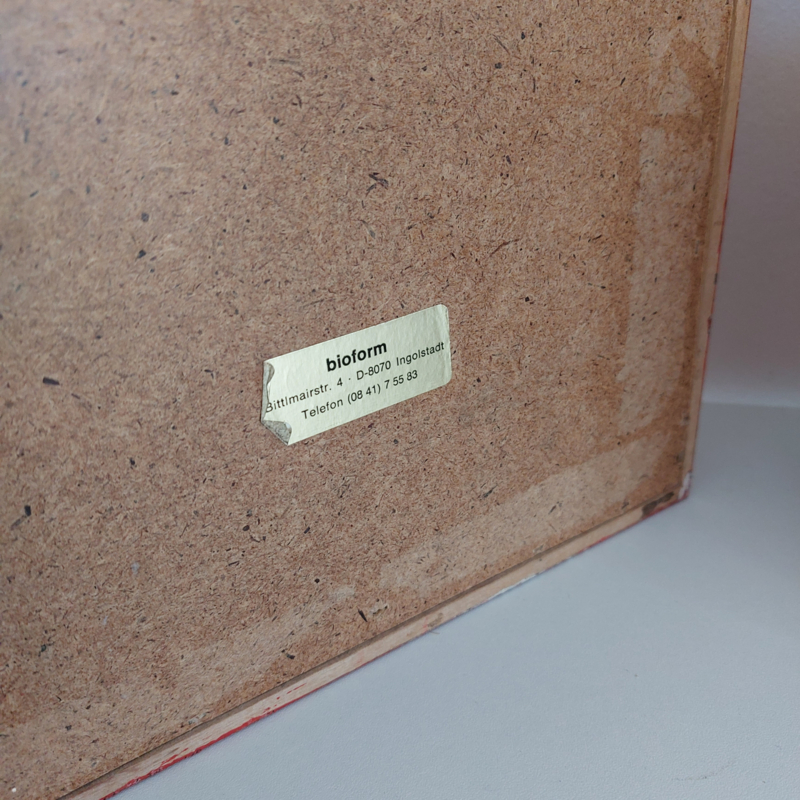 bioform
Bittlmairstr. 4 · D-8070 Ingolstadt
Telefon (08 41) 7 55 83